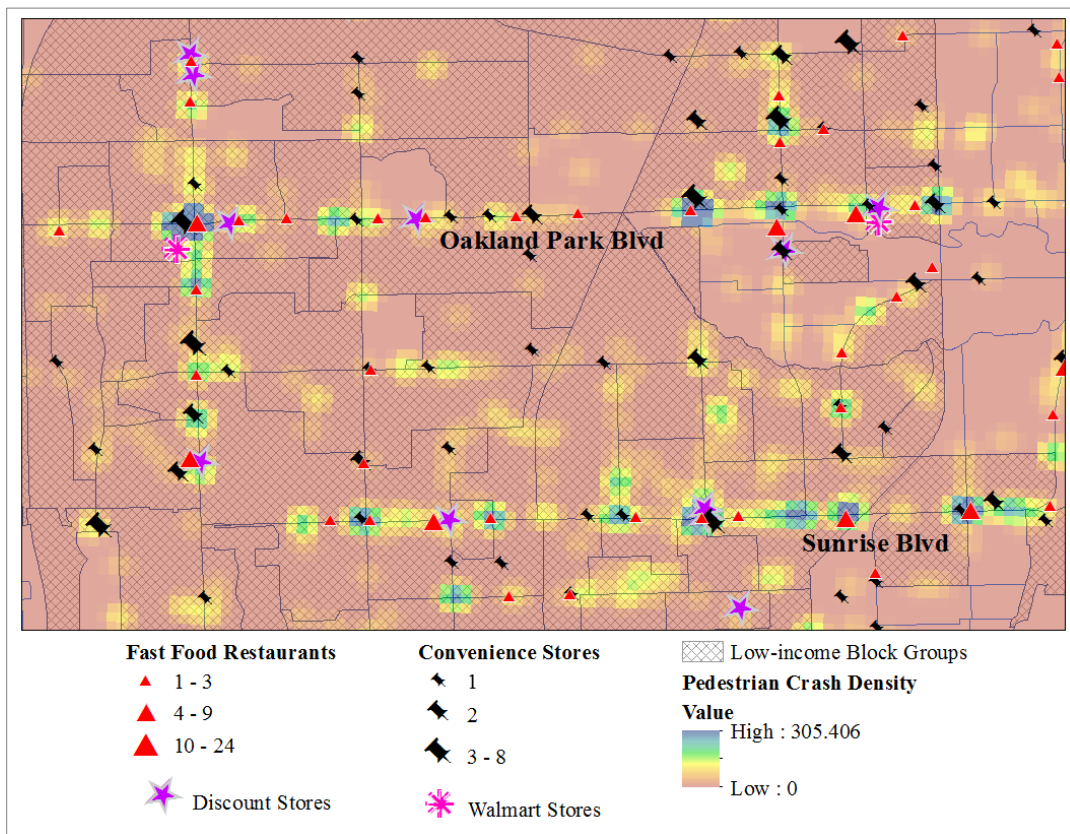 Oakland Park Blvd
Sunrise Blvd
Fast Food Restaurants
1 - 3
4 - 9
10 - 24
Discount Stores
Convenience Stores
1
2
3 - 8
Walmart Stores
Low-income Block Groups
Pedestrian Crash Density
Value
High : 305.406
Low : 0